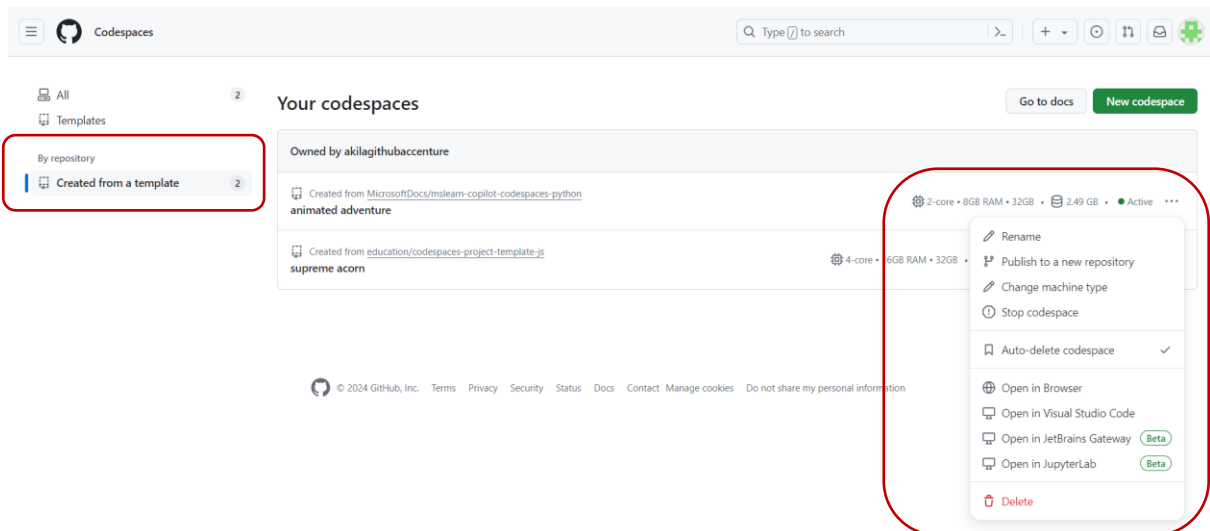 Codespaces
Type / to search
All 2
Templates
By repository
Created from a template 2
Your codespaces
Go to docs
New codespace
Owned by akilagithubaccenture
Created from MicrosoftDocs/mslearn-copilot-codespaces-python
animated adventure
2-core • 8GB RAM • 32GB • 2.49 GB • Active ...
Created from education/codespaces-project-template-js
supreme acorn
4-core • 6GB RAM • 32GB •
Rename
Publish to a new repository
Change machine type
Stop codespace
Auto-delete codespace
Open in Browser
Open in Visual Studio Code
Open in JetBrains Gateway Beta
Open in JupyterLab Beta
Delete
© 2024 GitHub, Inc. Terms Privacy Security Status Docs Contact Manage cookies Do not share my personal information